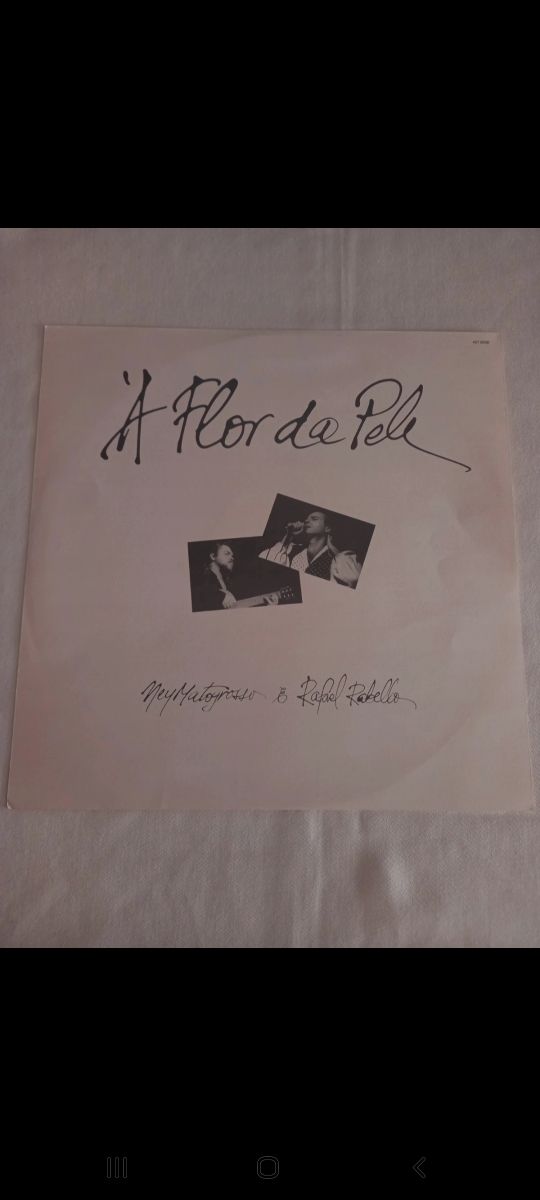 À Flor da Pele
Ney Matogrosso e Rafael Rabello